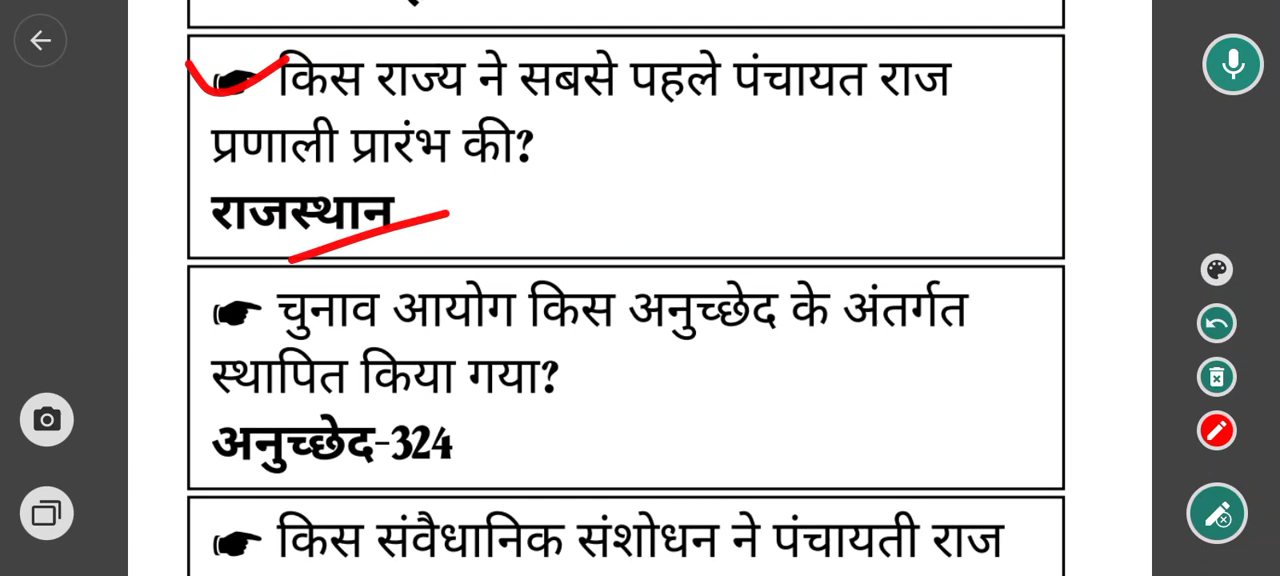 ☛ किस राज्य ने सबसे पहले पंचायत राज
प्रणाली प्रारंभ की?
राजस्थान
☛ चुनाव आयोग किस अनुच्छेद के अंतर्गत
स्थापित किया गया?
अनुच्छेद-324
☛ किस संवैधानिक संशोधन ने पंचायती राज